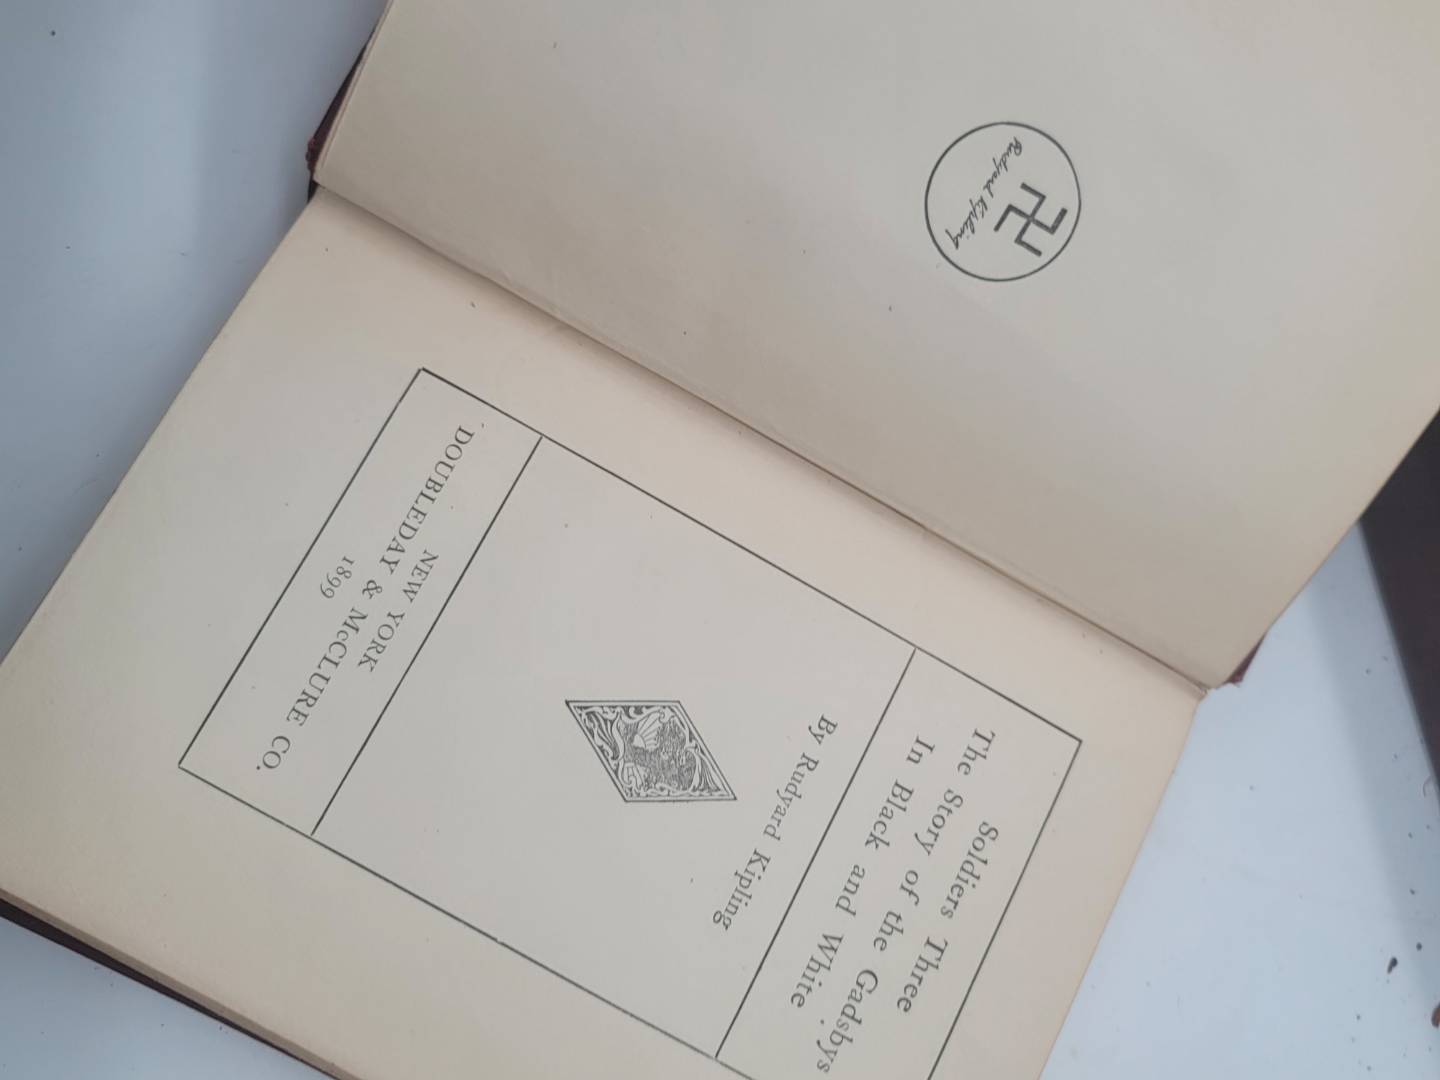 Rudyard Kipling
Soldiers Three
The Story of the Gadsbys
In Black and White
By Rudyard Kipling
NEW YORK
DOUBLEDAY & McCLURE CO.
1899